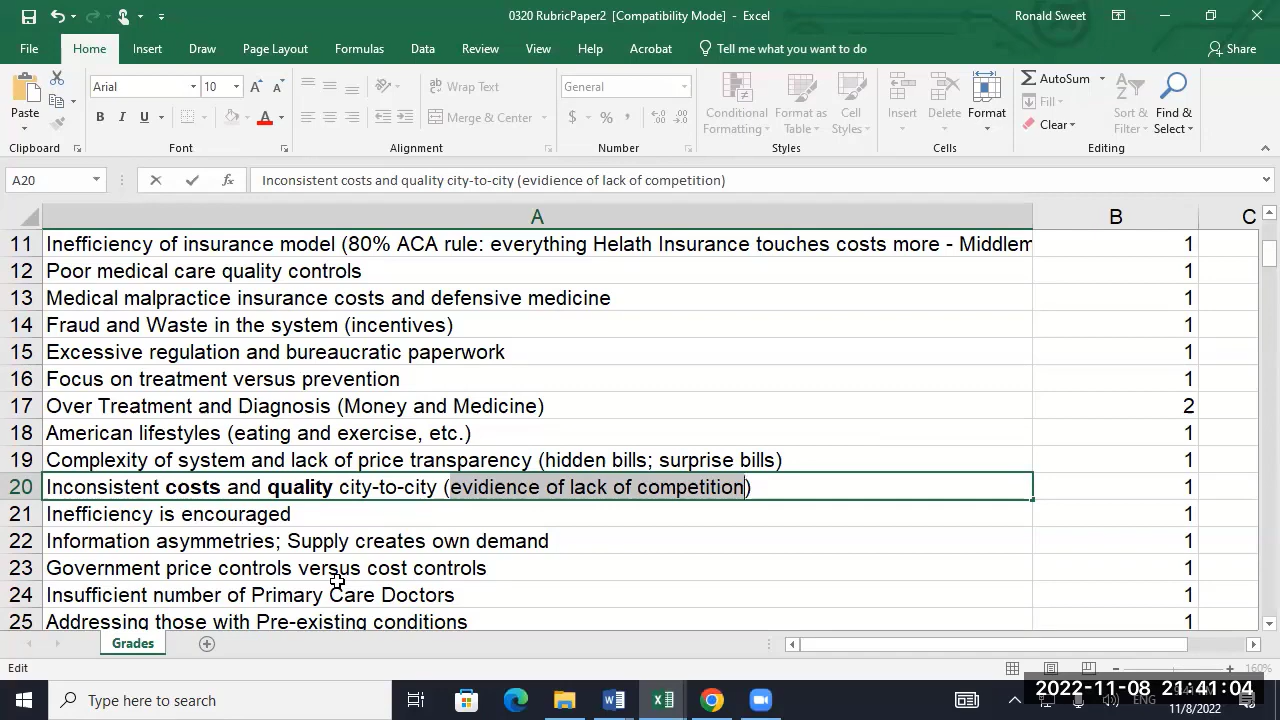 0320 RubricPaper2 [Compatibility Mode] - Excel
Ronald Sweet
File Home Insert Draw Page Layout Formulas Data Review View Help Acrobat Tell me what you want to do Share
Paste
Arial 10
Wrap Text
Merge & Center
General
$ % ,
Conditional Formatting
Format as Table
Cell Styles
Insert Delete Format
AutoSum
Fill
Clear
Sort & Filter
Find & Select
Clipboard Font Alignment Number Styles Cells Editing
A20 fx Inconsistent costs and quality city-to-city (evidience of lack of competition)
A B C
11 Inefficiency of insurance model (80% ACA rule: everything Helath Insurance touches costs more - Middlem 1
12 Poor medical care quality controls 1
13 Medical malpractice insurance costs and defensive medicine 1
14 Fraud and Waste in the system (incentives) 1
15 Excessive regulation and bureaucratic paperwork 1
16 Focus on treatment versus prevention 1
17 Over Treatment and Diagnosis (Money and Medicine) 2
18 American lifestyles (eating and exercise, etc.) 1
19 Complexity of system and lack of price transparency (hidden bills; surprise bills) 1
20 Inconsistent costs and quality city-to-city (evidience of lack of competition) 1
21 Inefficiency is encouraged 1
22 Information asymmetries; Supply creates own demand 1
23 Government price controls versus cost controls 1
24 Insufficient number of Primary Care Doctors 1
25 Addressing those with Pre-existing conditions 1
Grades
Edit
160%
Type here to search
2022-11-08 21:41:04
ENG
11/8/2022